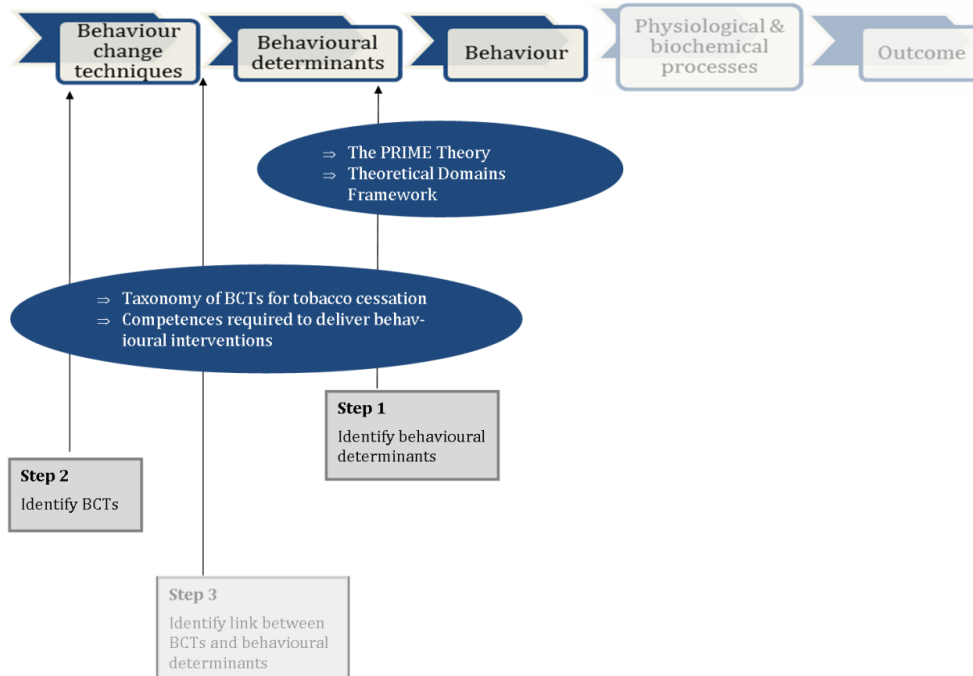 Behaviour
change
techniques
Behavioural
determinants
Behaviour
Physiological &
biochemical
processes
Outcome
⇒ The PRIME Theory
⇒ Theoretical Domains
Framework
⇒ Taxonomy of BCTs for tobacco cessation
⇒ Competences required to deliver behav-
ioural interventions
Step 1
Identify behavioural
determinants
Step 2
Identify BCTs
Step 3
Identify link between
BCTs and behavioural
determinants